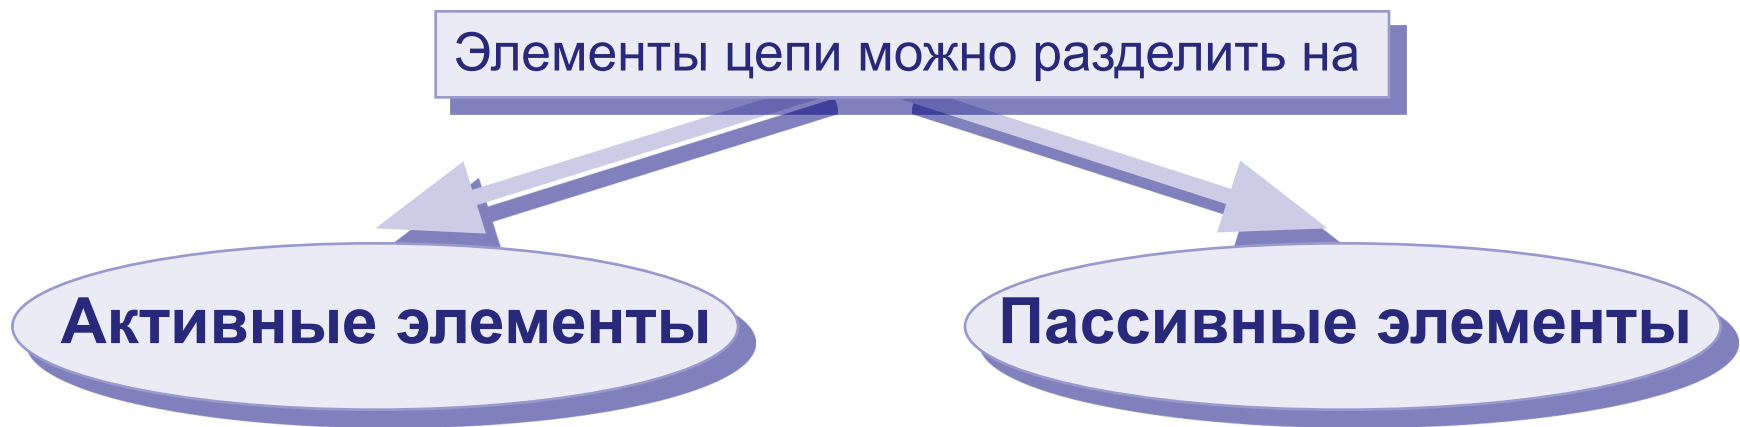 Элементы цепи можно разделить на
Активные элементы
Пассивные элементы